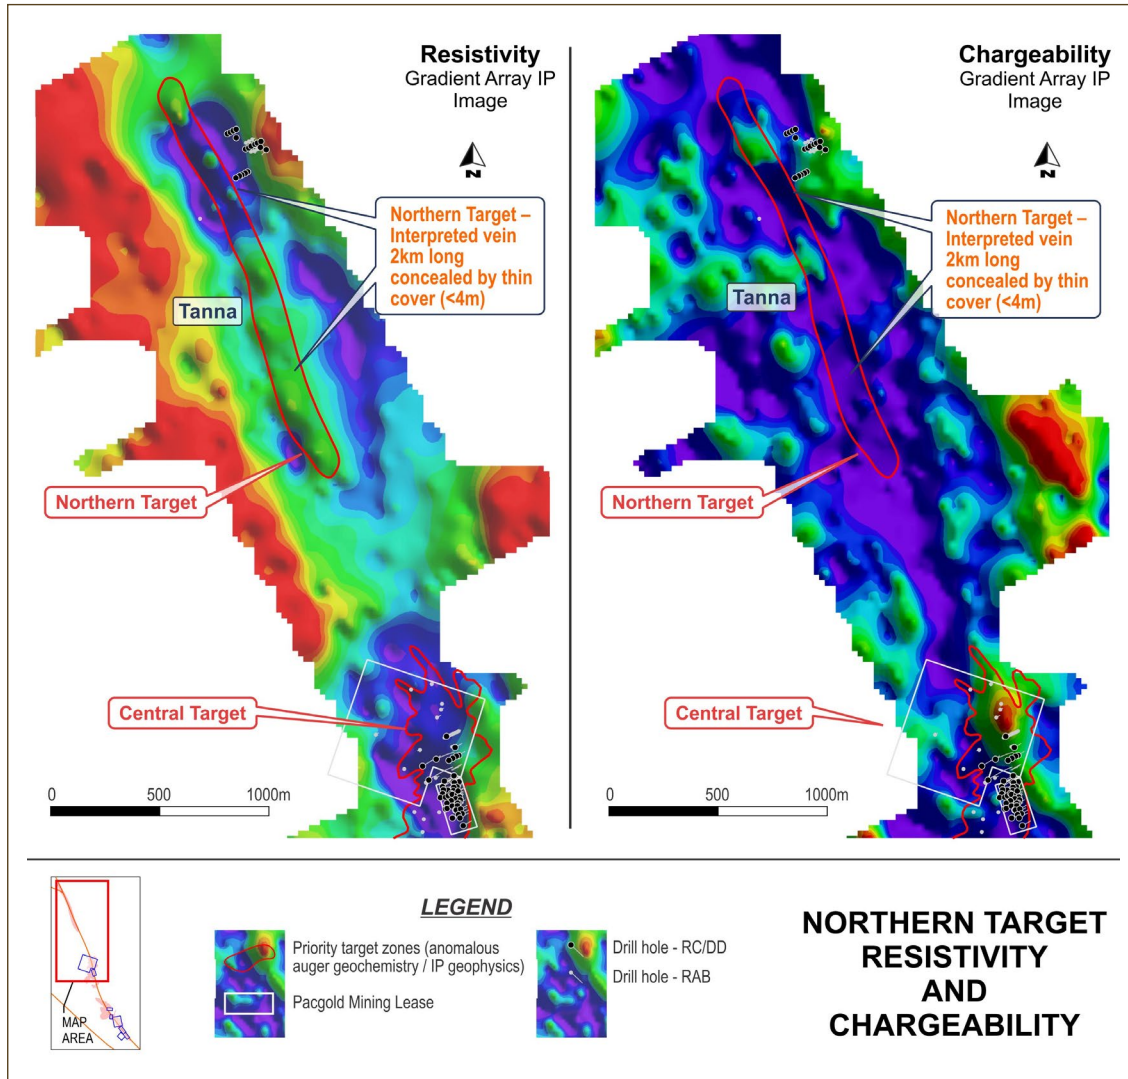 Resistivity
Gradient Array IP
Image
N
Northern Target –
Interpreted vein
2km long
concealed by thin
cover (<4m)
Tanna
Northern Target
Central Target
0
500
1000m
Chargeability
Gradient Array IP
Image
N
Northern Target –
Interpreted vein
2km long
concealed by thin
cover (<4m)
Tanna
Northern Target
Central Target
0
500
1000m
MAP
AREA
LEGEND
Priority target zones (anomalous
auger geochemistry / IP geophysics)
Pacgold Mining Lease
Drill hole - RC/DD
Drill hole - RAB
NORTHERN TARGET
RESISTIVITY
AND
CHARGEABILITY